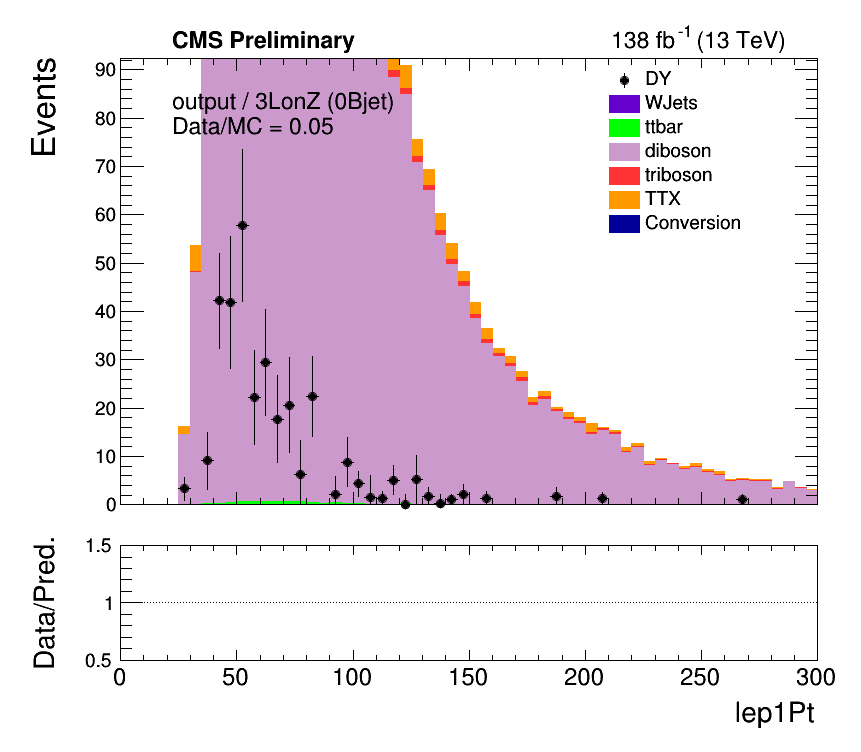 CMS Preliminary
138 fb-1 (13 TeV)
output / 3LonZ (0Bjet)
Data/MC = 0.05
DY
WJets
ttbar
diboson
triboson
TTX
Conversion
Events
90
80
70
60
50
40
30
20
10
0
Data/Pred.
1.5
1
0.5
0 50 100 150 200 250 300
lep1Pt